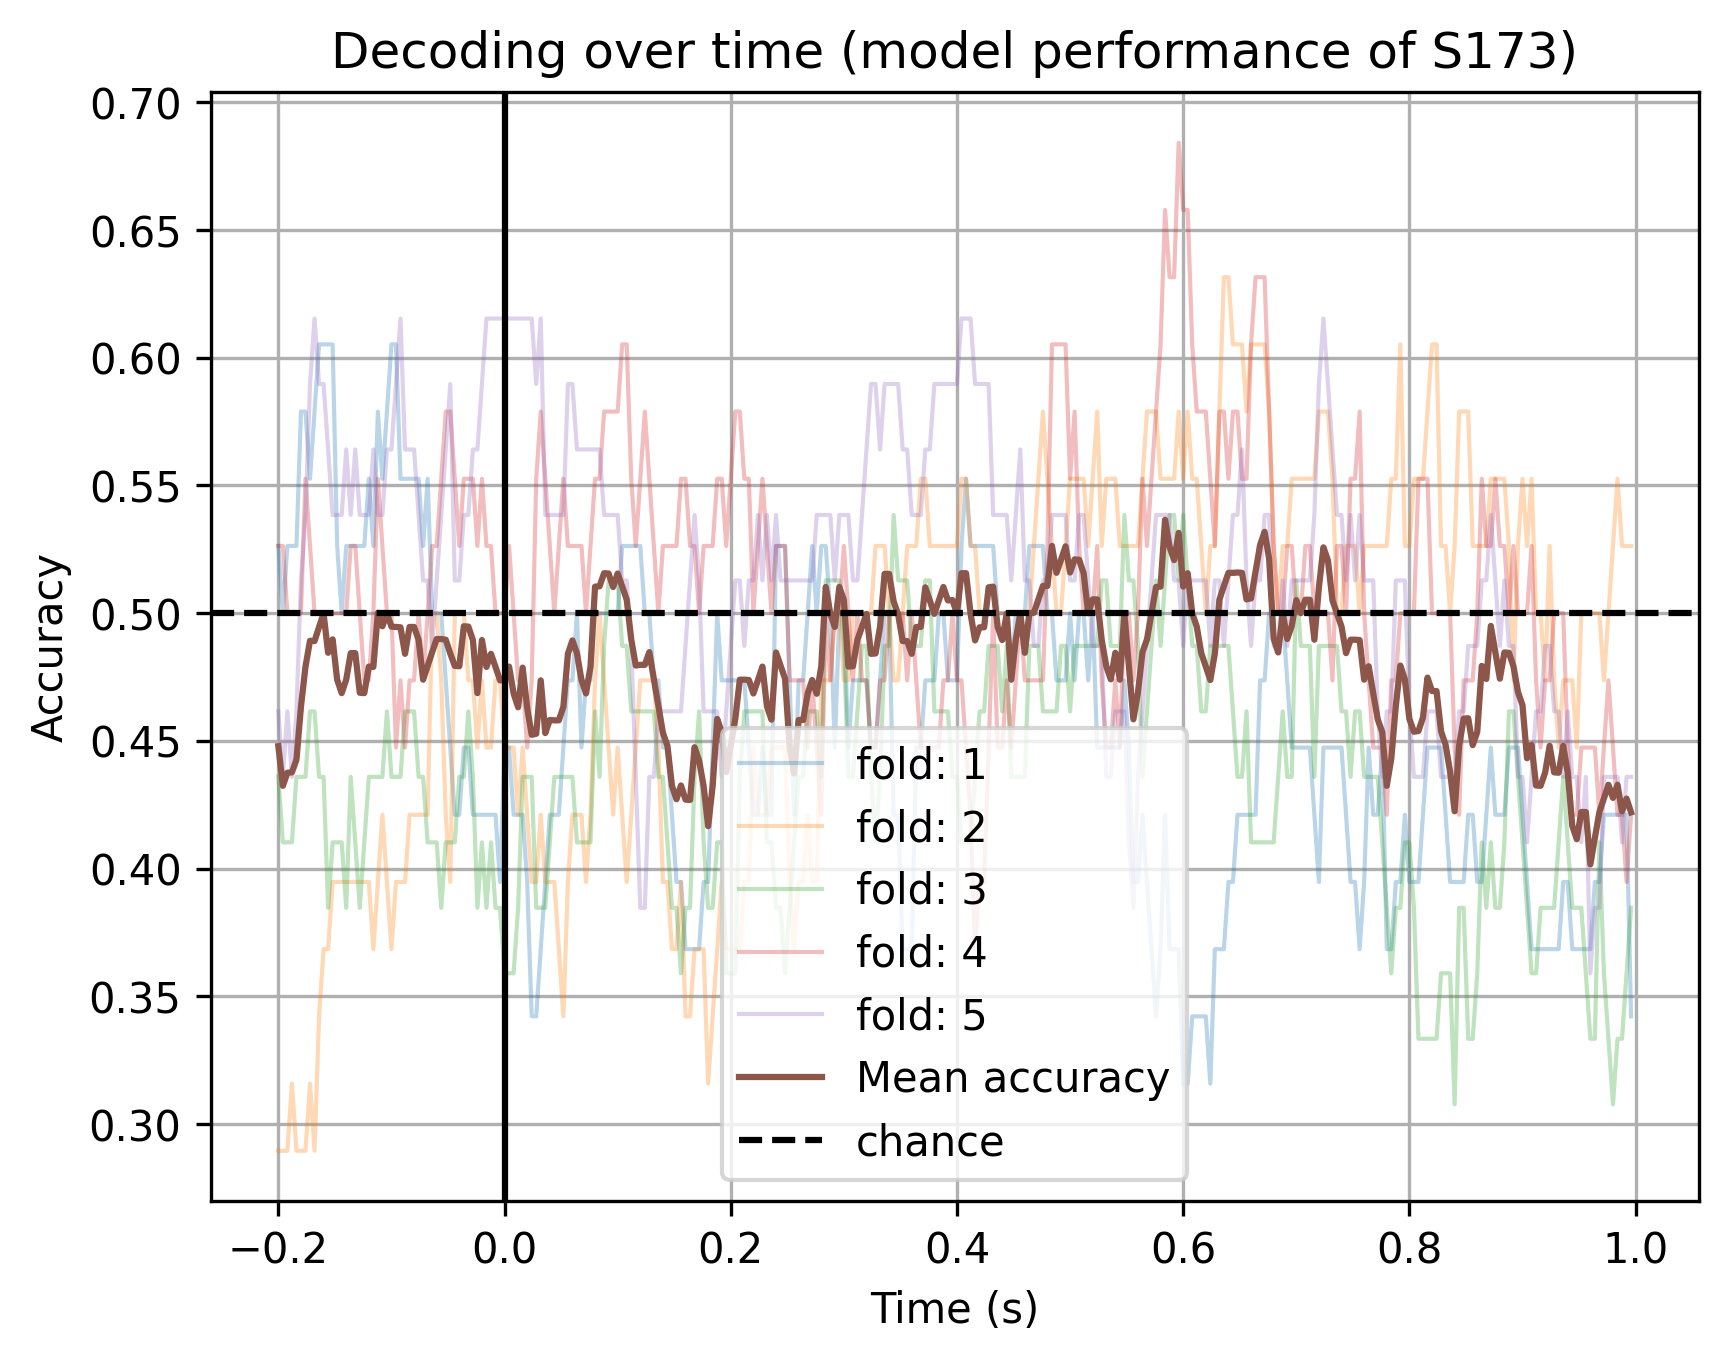 Decoding over time (model performance of S173)
0.70
0.65
0.60
0.55
0.50
0.45
0.40
0.35
0.30
Accuracy
fold: 1
fold: 2
fold: 3
fold: 4
fold: 5
Mean accuracy
chance
−0.2 0.0 0.2 0.4 0.6 0.8 1.0
Time (s)